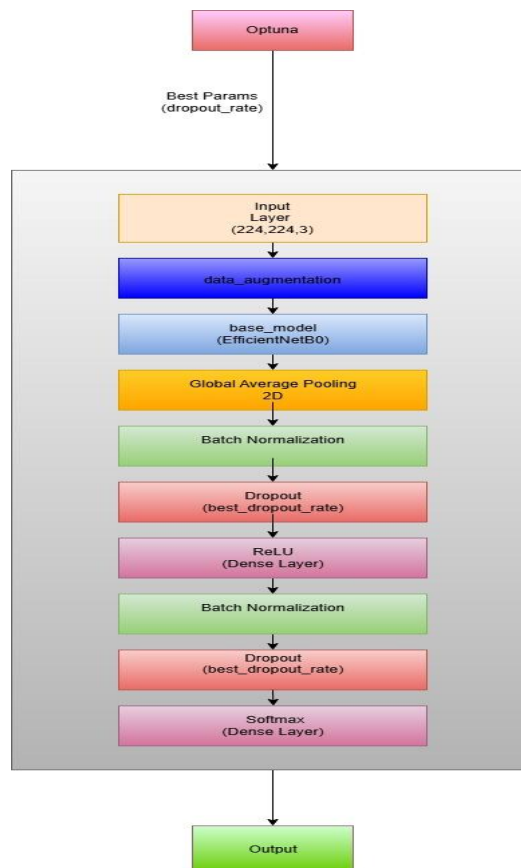 Optuna
Best Params
(dropout_rate)
Input
Layer
(224,224,3)
data_augmentation
base_model
(EfficientNetB0)
Global Average Pooling
2D
Batch Normalization
Dropout
(best_dropout_rate)
ReLU
(Dense Layer)
Batch Normalization
Dropout
(best_dropout_rate)
Softmax
(Dense Layer)
Output